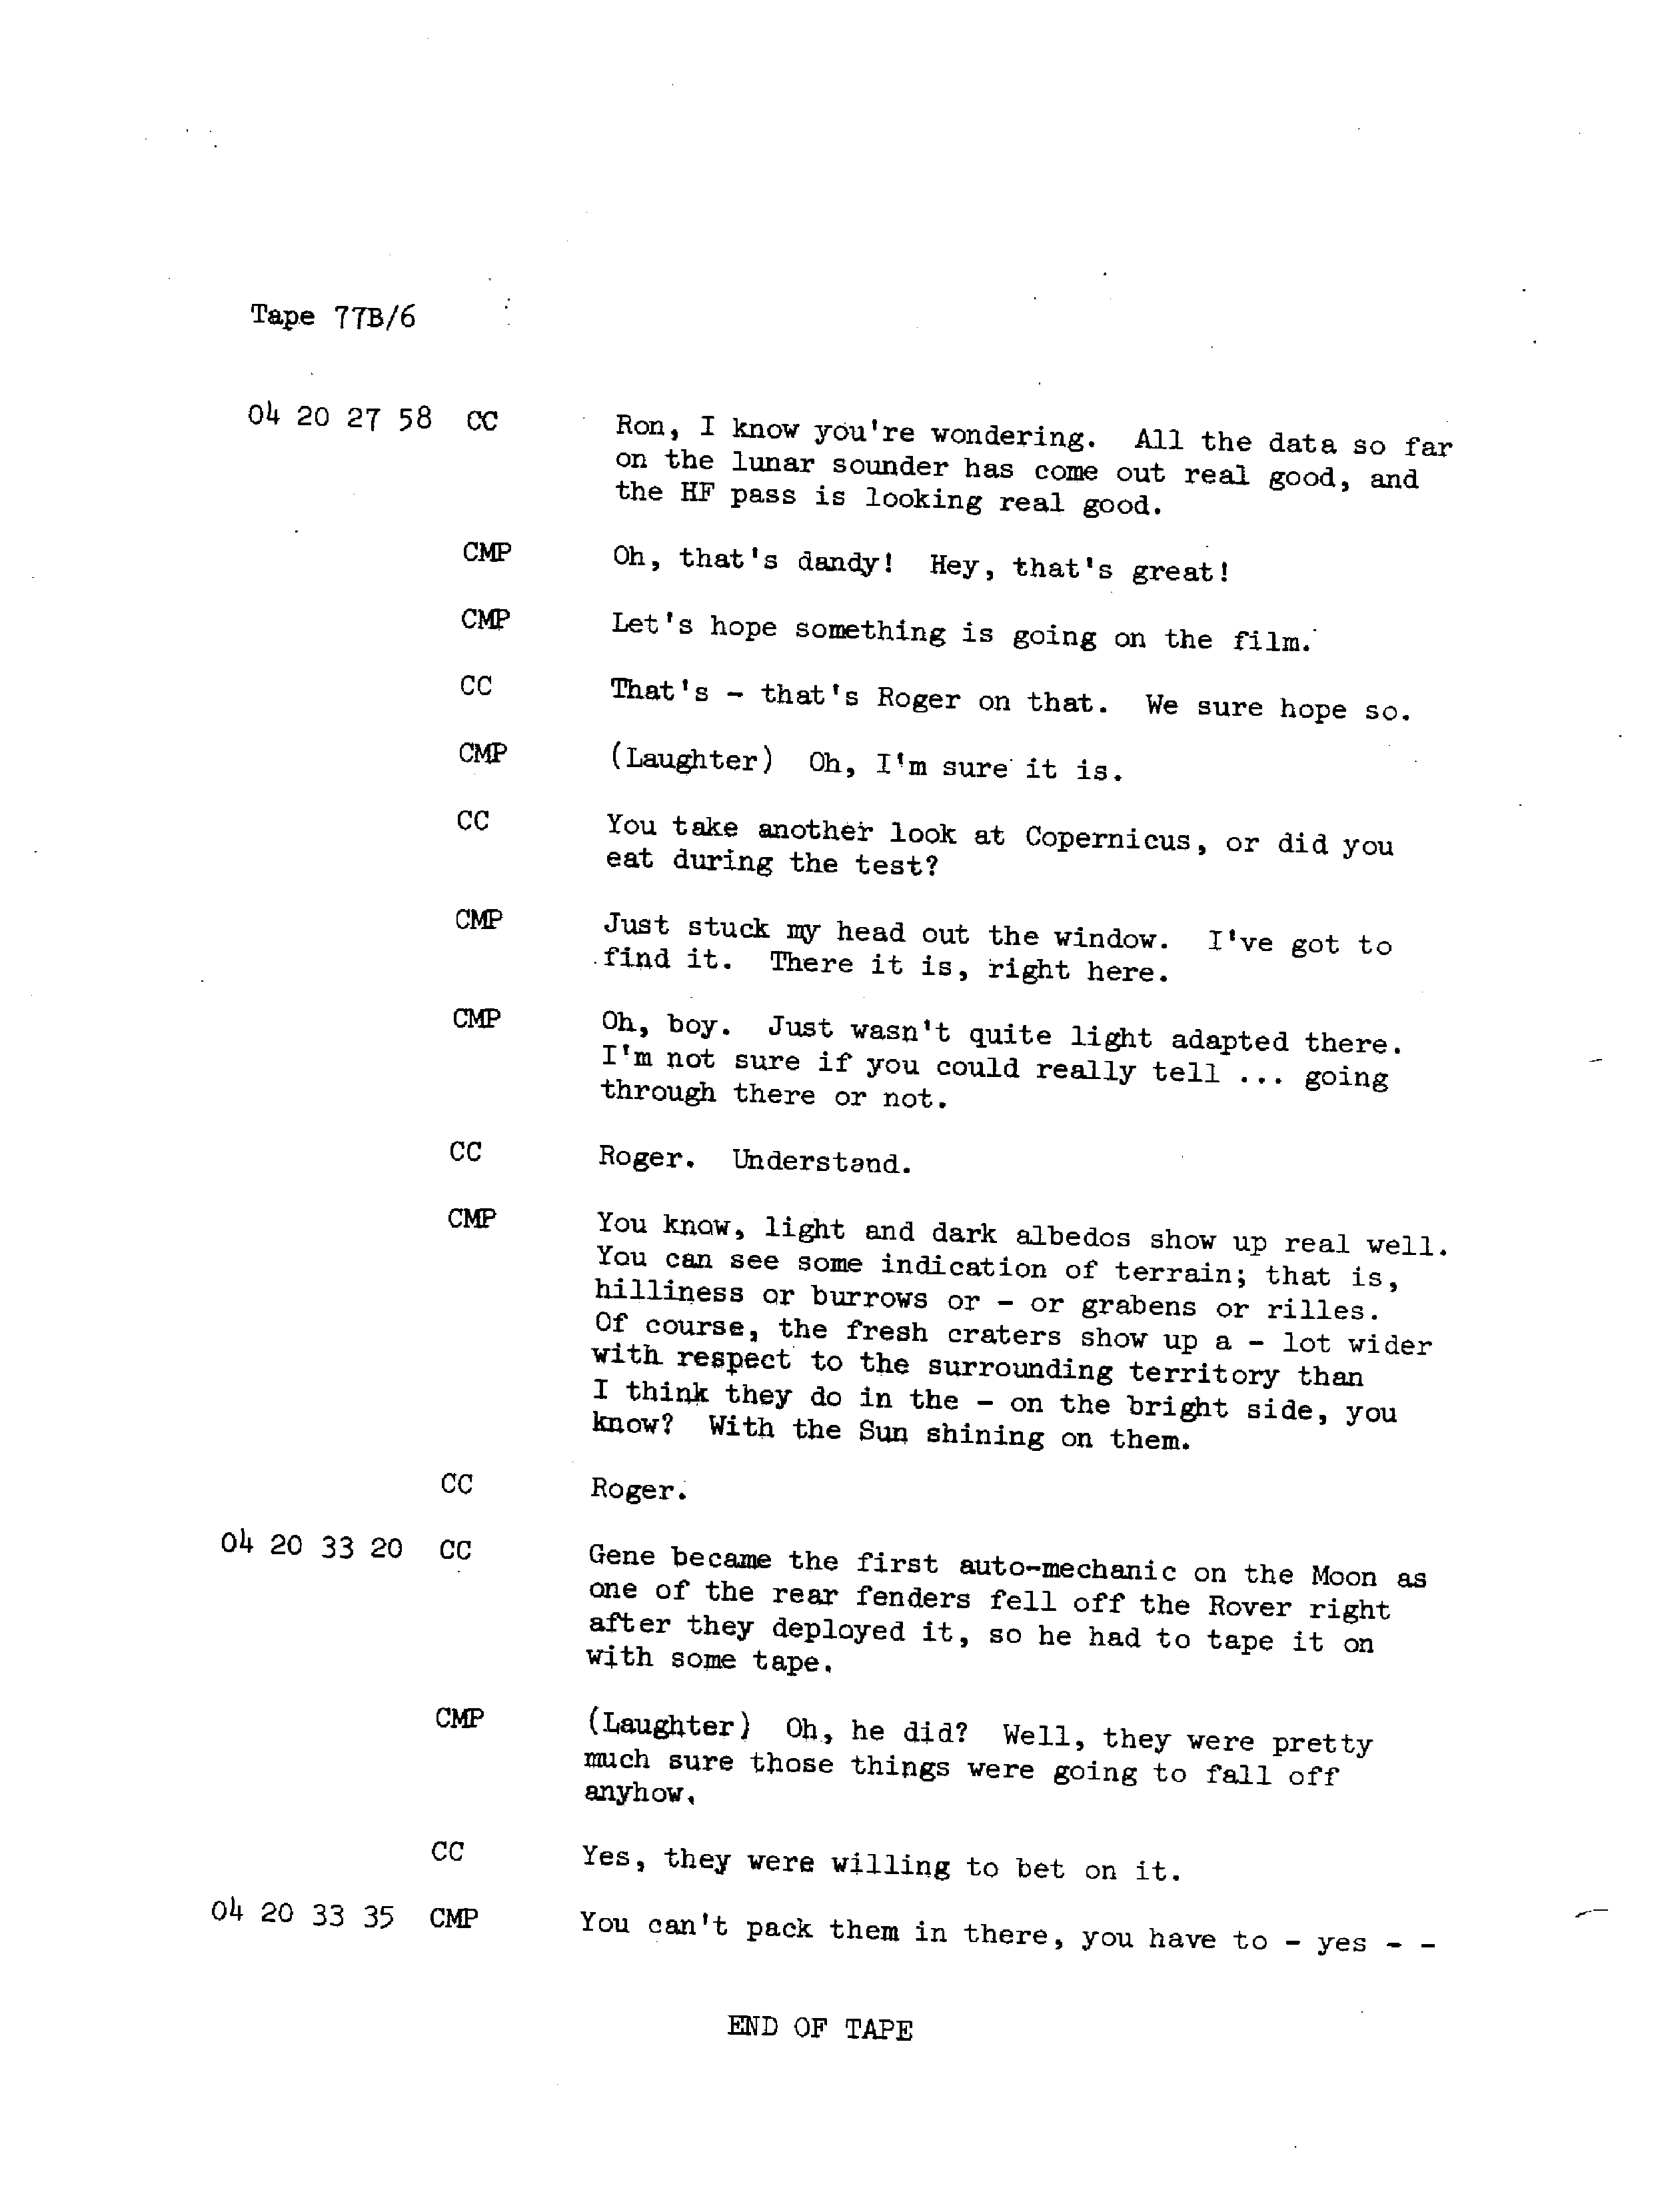 Tape 77B/6
04 20 27 58 CC Ron, I know you're wondering. All the data so far
on the lunar sounder has come out real good, and
the HF pass is looking real good.
CMP Oh, that's dandy! Hey, that's great!
CMP Let's hope something is going on the film.
CC That's - that's Roger on that. We sure hope so.
CMP (Laughter) Oh, I'm sure it is.
CC You take another look at Copernicus, or did you
eat during the test?
CMP Just stuck my head out the window. I've got to
find it. There it is, right here.
CMP Oh, boy. Just wasn't quite light adapted there.
I'm not sure if you could really tell ... going
through there or not.
CC Roger. Understand.
CMP You know, light and dark albedos show up real well.
You can see some indication of terrain; that is,
hilliness or burrows or - or grabens or rilles.
Of course, the fresh craters show up a - lot wider
with respect to the surrounding territory than
I think they do in the - on the bright side, you
know? With the Sun shining on them.
CC Roger.
04 20 33 20 CC Gene became the first auto-mechanic on the Moon as
one of the rear fenders fell off the Rover right
after they deployed it, so he had to tape it on
with some tape.
CMP (Laughter) Oh, he did? Well, they were pretty
much sure those things were going to fall off
anyhow.
CC Yes, they were willing to bet on it.
04 20 33 35 CMP You can't pack them in there, you have to - yes - -
END OF TAPE